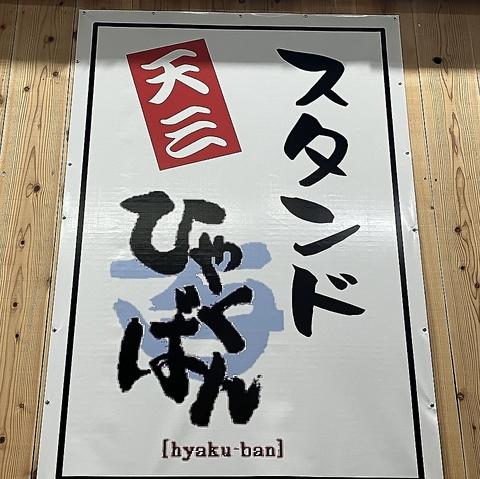 スタンド
天三
ひゃく
ばん
[hyaku-ban]